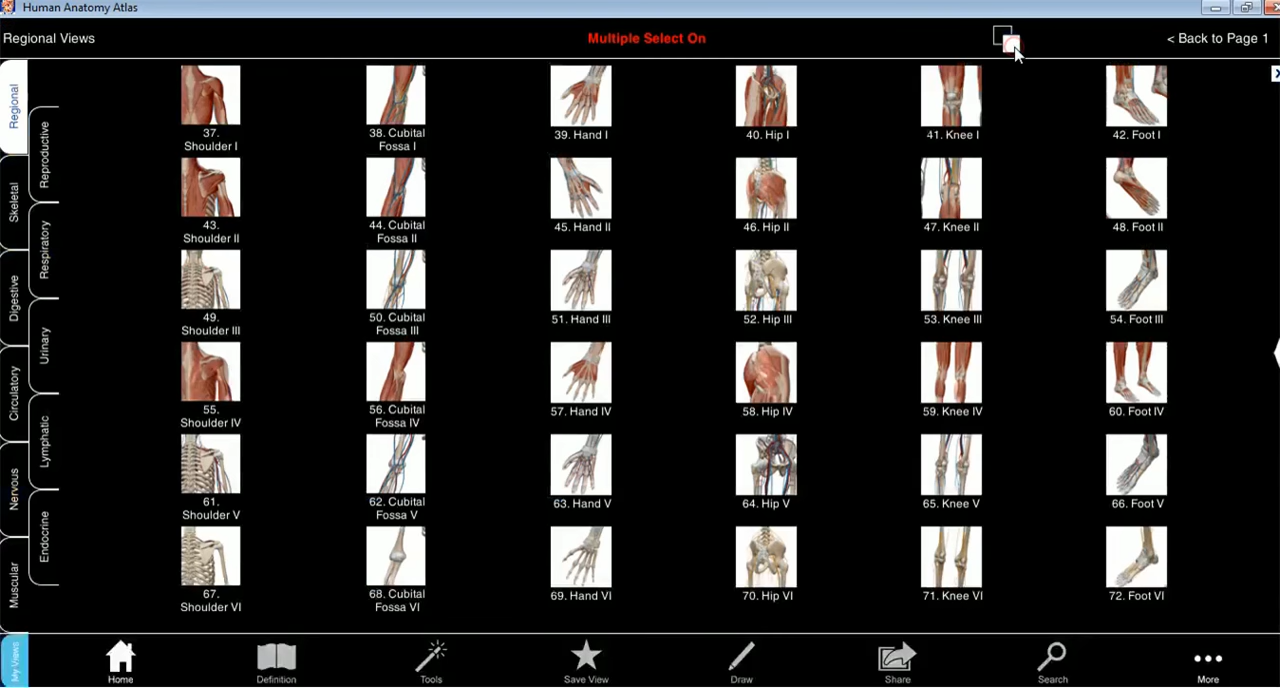 Human Anatomy Atlas
Regional Views
Multiple Select On
< Back to Page 1
Regional
Skeletal
Digestive
Circulatory
Nervous
Muscular
My Views
Reproductive
Respiratory
Urinary
Lymphatic
Endocrine
37.
Shoulder I
38. Cubital
Fossa I
39. Hand I
40. Hip I
41. Knee I
42. Foot I
43.
Shoulder II
44. Cubital
Fossa II
45. Hand II
46. Hip II
47. Knee II
48. Foot II
49.
Shoulder III
50. Cubital
Fossa III
51. Hand III
52. Hip III
53. Knee III
54. Foot III
55.
Shoulder IV
56. Cubital
Fossa IV
57. Hand IV
58. Hip IV
59. Knee IV
60. Foot IV
61.
Shoulder V
62. Cubital
Fossa V
63. Hand V
64. Hip V
65. Knee V
66. Foot V
67.
Shoulder VI
68. Cubital
Fossa VI
69. Hand VI
70. Hip VI
71. Knee VI
72. Foot VI
Home
Definition
Tools
Save View
Draw
Share
Search
More